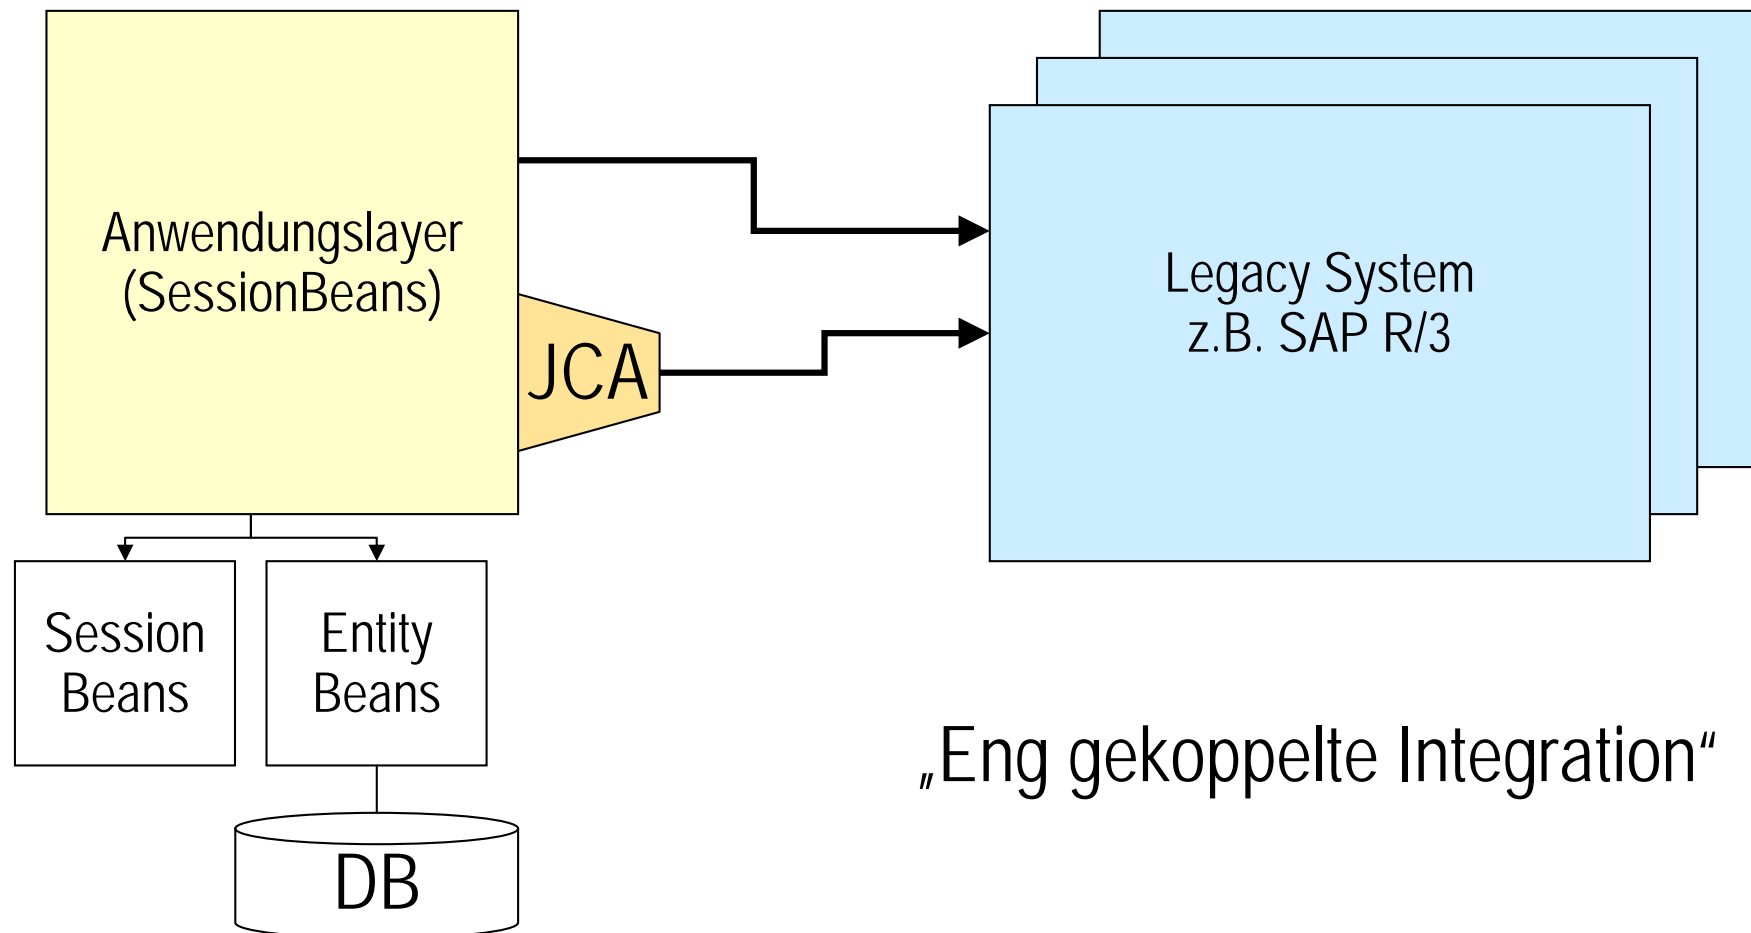 Anwendungslayer
(SessionBeans)
JCA
Legacy System
z.B. SAP R/3
Session
Beans
Entity
Beans
DB
„Eng gekoppelte Integration“